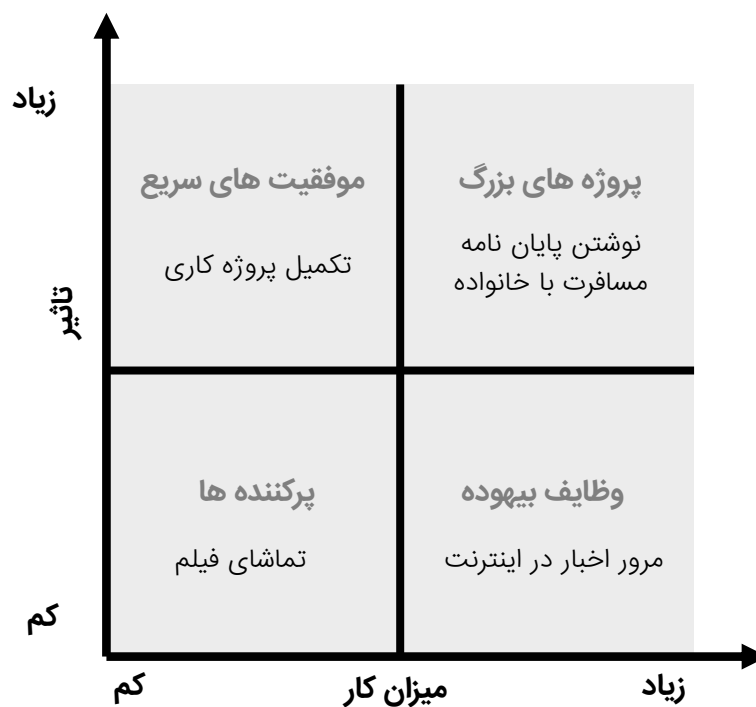 زیاد
پروژه های بزرگ
نوشتن پایان نامه
مسافرت با خانواده
موفقیت های سریع
تکمیل پروژه کاری
تاثیر
وظایف بیهوده
مرور اخبار در اینترنت
پرکننده ها
تماشای فیلم
کم
زیاد
میزان کار
کم